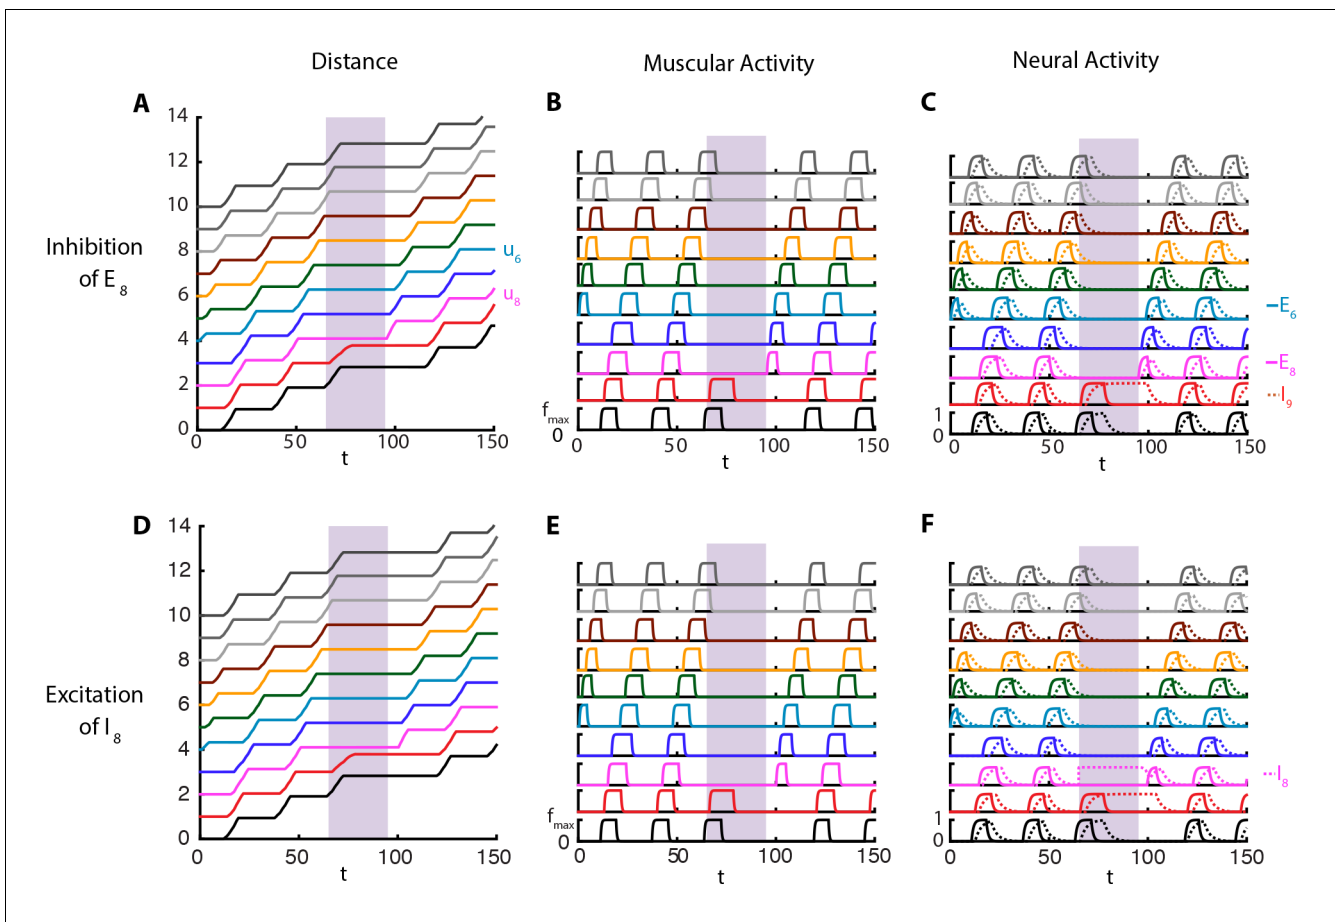 Distance
Muscular Activity
Neural Activity
A
B
C
14
12
10
8
6
4
2
0
Inhibition
of E8
u6
u8
E6
E8
I9
fmax
0
1
0
0 50 100 150
t
0 50 100 150
t
0 50 100 150
t
D
E
F
14
12
10
8
6
4
2
0
Excitation
of I8
I8
fmax
0
1
0
0 50 100 150
t
0 50 100 150
t
0 50 100 150
t